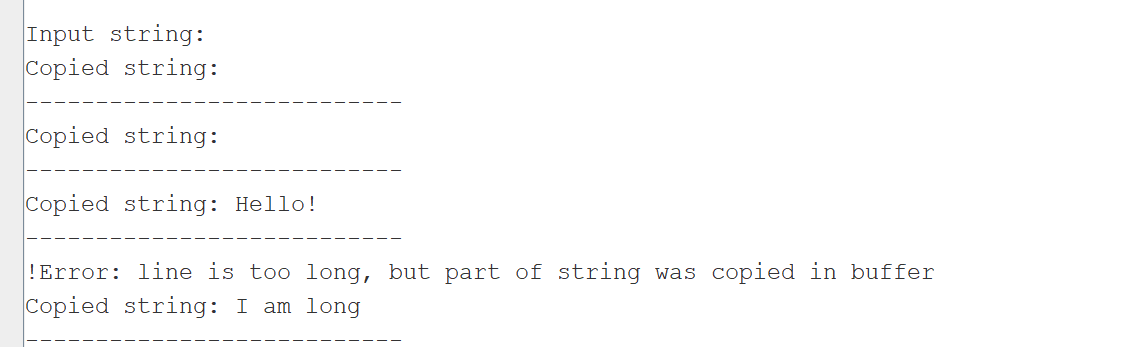 Input string:
Copied string:
---------------------------
Copied string:
---------------------------
Copied string: Hello!
---------------------------
!Error: line is too long, but part of string was copied in buffer
Copied string: I am long
---------------------------